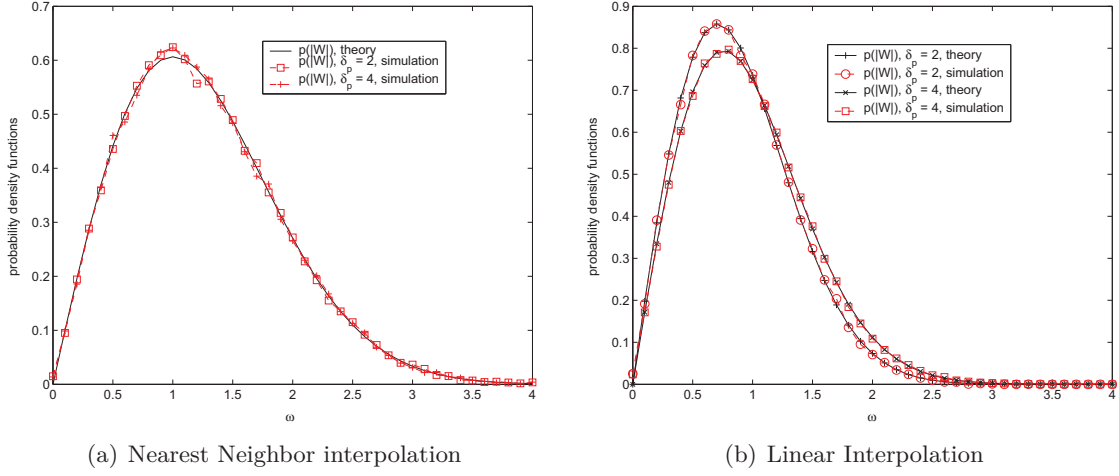 0.7
0.6
0.5
0.4
0.3
0.2
0.1
0
probability density functions
p(|W|), theory
p(|W|), δp = 2, simulation
p(|W|), δp = 4, simulation
0 0.5 1 1.5 2 2.5 3 3.5 4
ω
(a) Nearest Neighbor interpolation
0.9
0.8
0.7
0.6
0.5
0.4
0.3
0.2
0.1
0
probability density functions
p(|W|), δp = 2, theory
p(|W|), δp = 2, simulation
p(|W|), δp = 4, theory
p(|W|), δp = 4, simulation
0 0.5 1 1.5 2 2.5 3 3.5 4
ω
(b) Linear Interpolation